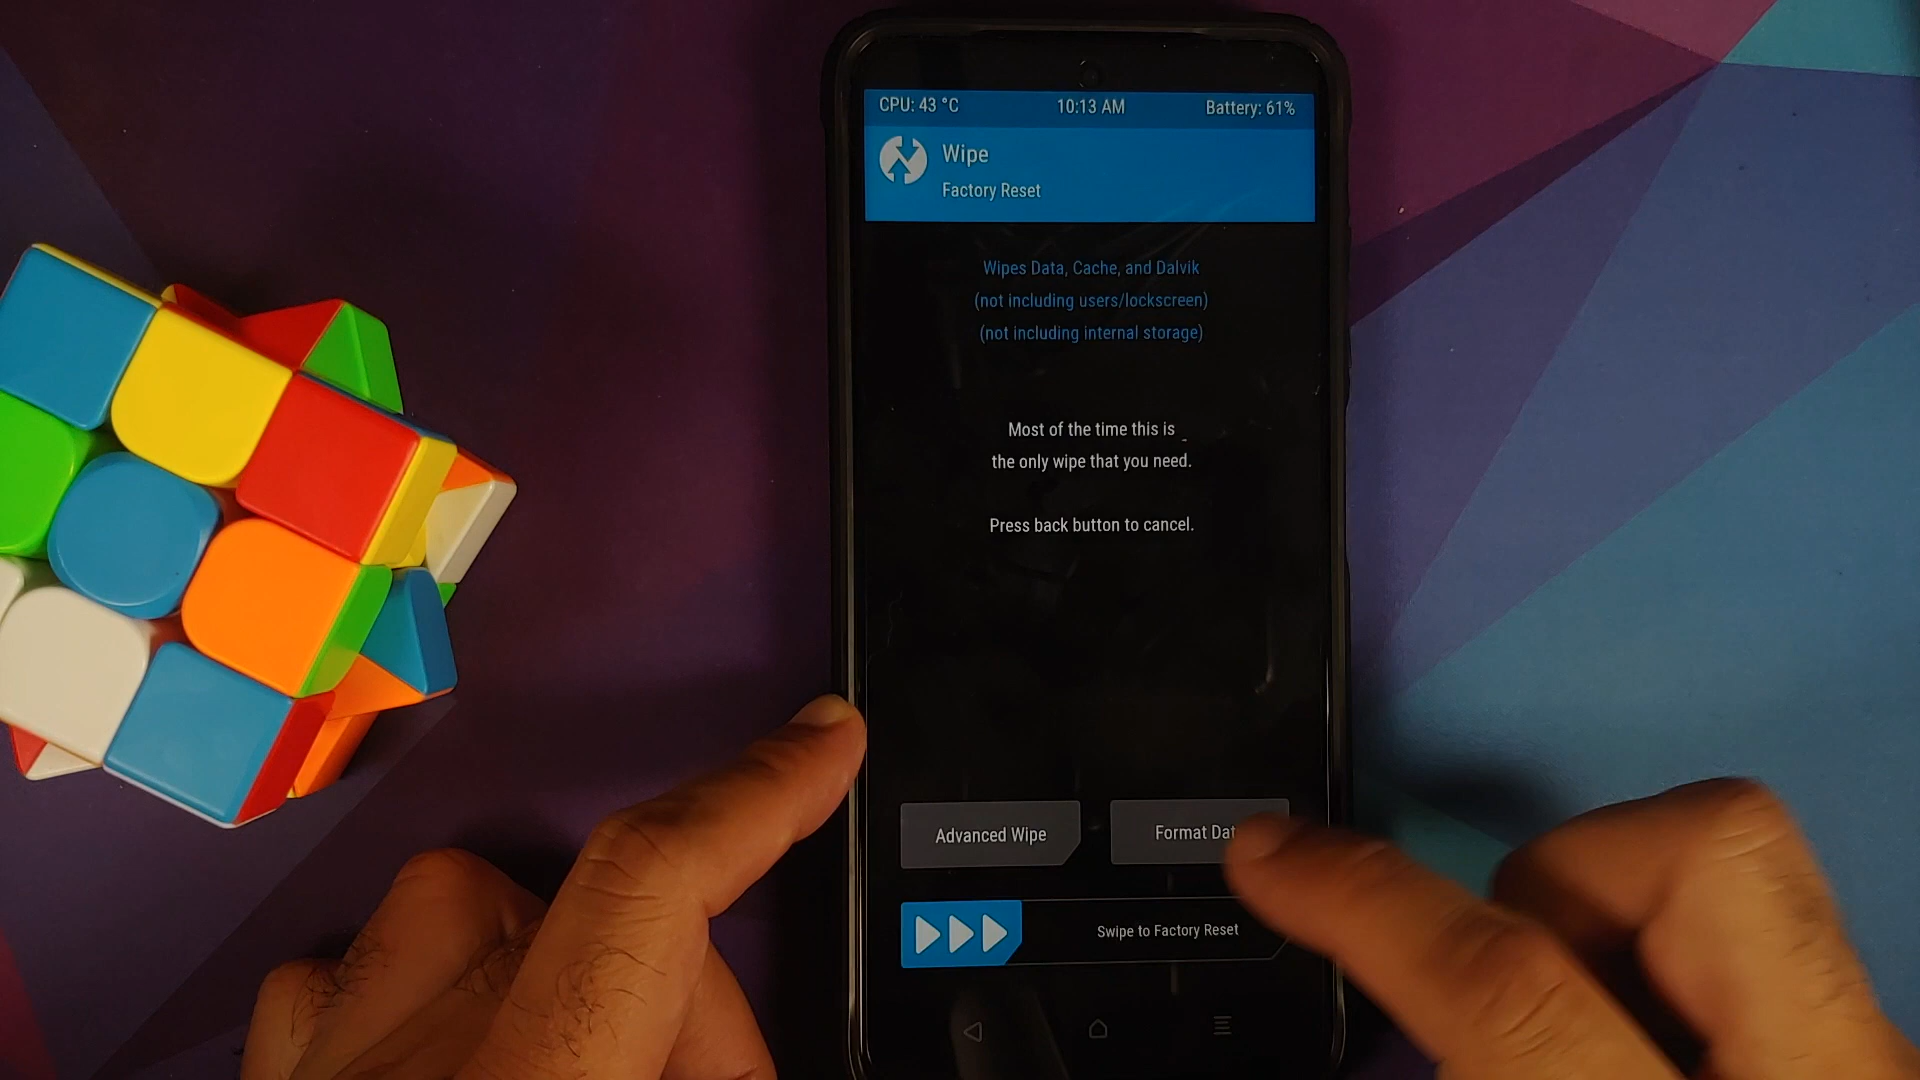 CPU: 43 °C 10:13 AM Battery: 61%
Wipe
Factory Reset
Wipes Data, Cache, and Dalvik
(not including users/lockscreen)
(not including internal storage)
Most of the time this is
the only wipe that you need.
Press back button to cancel.
Advanced Wipe
Format Dat
Swipe to Factory Reset